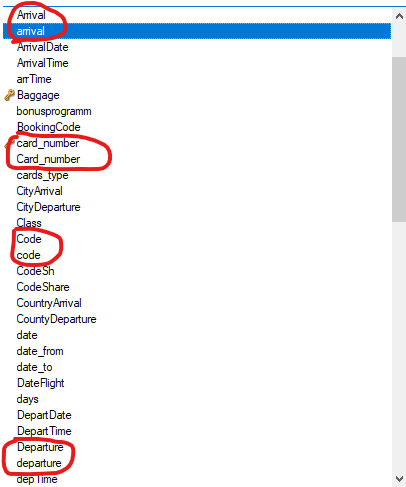 Arrival
arrival
ArrivalDate
ArrivalTime
arrTime
Baggage
bonusprogramm
BookingCode
card_number
Card_number
cards_type
CityArrival
CityDeparture
Class
Code
code
CodeSh
CodeShare
CountryArrival
CountyDeparture
date
date_from
date_to
DateFlight
days
DepartDate
DepartTime
Departure
departure
depTime